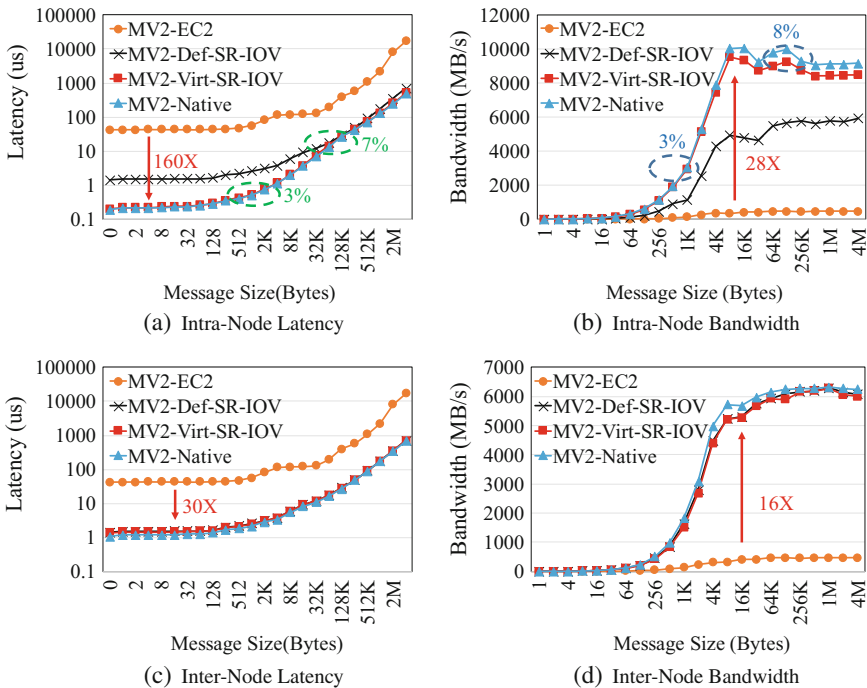 100000
10000
1000
100
10
1
0.1
Latency (us)
MV2-EC2
MV2-Def-SR-IOV
MV2-Virt-SR-IOV
MV2-Native
160X
7%
3%
0
2
8
32
128
512
2K
8K
32K
128K
512K
2M
Message Size(Bytes)
(a) Intra-Node Latency
12000
10000
8000
6000
4000
2000
0
Bandwidth (MB/s)
MV2-EC2
MV2-Def-SR-IOV
MV2-Virt-SR-IOV
MV2-Native
8%
3%
28X
1
4
16
64
256
1K
4K
16K
64K
256K
1M
4M
Message Size (Bytes)
(b) Intra-Node Bandwidth
100000
10000
1000
100
10
1
0.1
Latency (us)
MV2-EC2
MV2-Def-SR-IOV
MV2-Virt-SR-IOV
MV2-Native
30X
0
2
8
32
128
512
2K
8K
32K
128K
512K
2M
Message Size(Bytes)
(c) Inter-Node Latency
7000
6000
5000
4000
3000
2000
1000
0
Bandwidth (MB/s)
MV2-EC2
MV2-Def-SR-IOV
MV2-Virt-SR-IOV
MV2-Native
16X
1
4
16
64
256
1K
4K
16K
64K
256K
1M
4M
Message Size (Bytes)
(d) Inter-Node Bandwidth